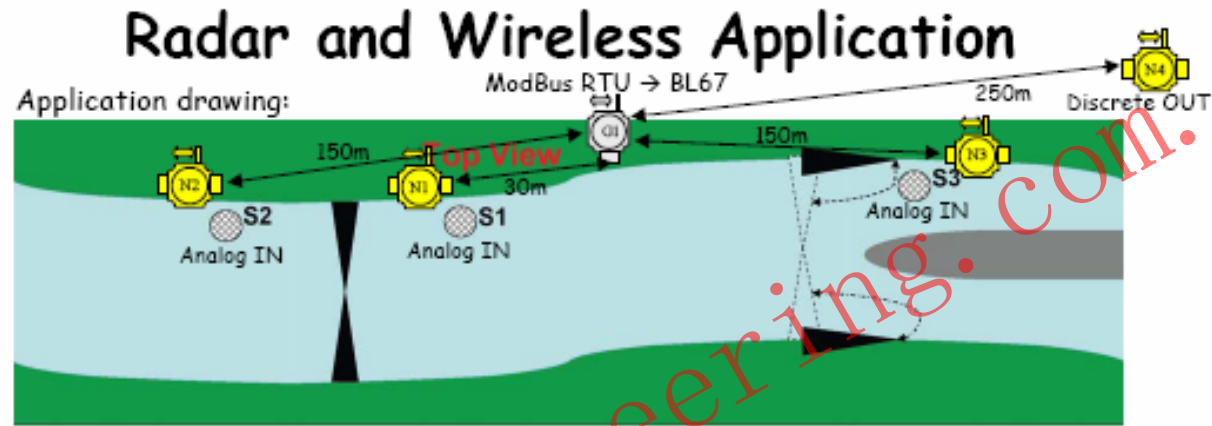 Radar and Wireless Application
ModBus RTU → BL67
Application drawing:
N4
250m
Discrete OUT
G1
150m
150m
Top View
N3
N2
N1
30m
S3
Analog IN
S2
S1
Analog IN
Analog IN
eering.com.